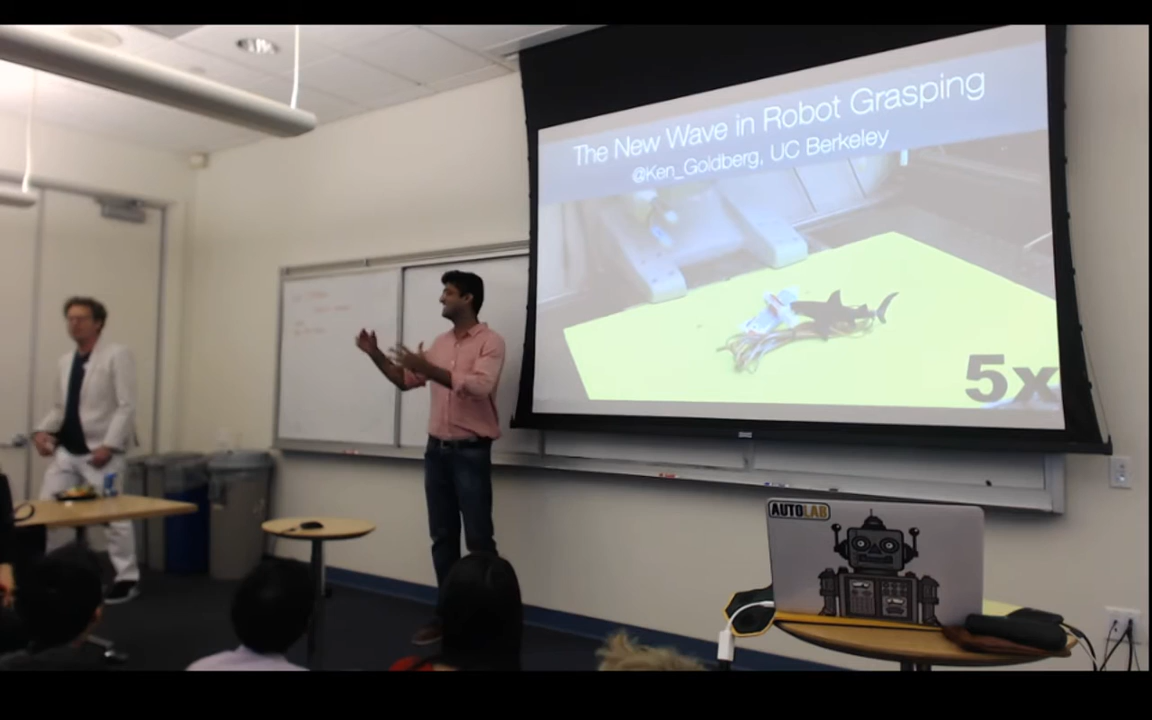 The New Wave in Robot Grasping
@Ken_Goldberg, UC Berkeley
5x
AUTOLAB